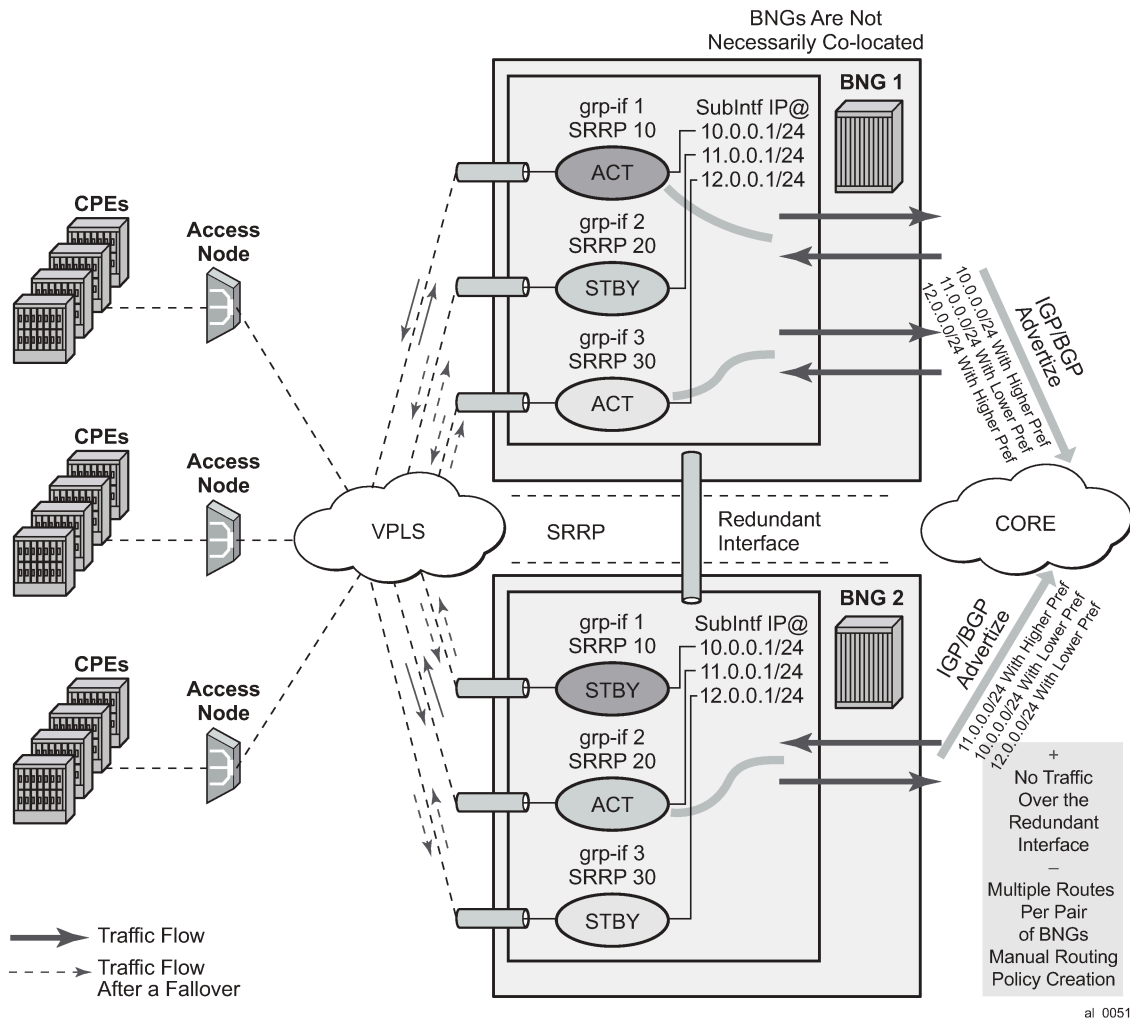 BNGs Are Not
Necessarily Co-located
BNG 1
grp-if 1
SRRP 10
ACT
SubIntf IP@
10.0.0.1/24
11.0.0.1/24
12.0.0.1/24
grp-if 2
SRRP 20
STBY
grp-if 3
SRRP 30
ACT
CPEs
Access
Node
CPEs
Access
Node
CPEs
Access
Node
VPLS
SRRP
Redundant
Interface
CORE
10.0.0.0/24 With Higher Pref
11.0.0.0/24 With Lower Pref
12.0.0.0/24 With Higher Pref
IGP/BGP
Advertize
BNG 2
grp-if 1
SRRP 10
STBY
SubIntf IP@
10.0.0.1/24
11.0.0.1/24
12.0.0.1/24
grp-if 2
SRRP 20
ACT
grp-if 3
SRRP 30
STBY
IGP/BGP
Advertize
11.0.0.0/24 With Higher Pref
10.0.0.0/24 With Lower Pref
12.0.0.0/24 With Lower Pref
+
No Traffic
Over the
Redundant
Interface
–
Multiple Routes
Per Pair
of BNGs
Manual Routing
Policy Creation
Traffic Flow
Traffic Flow
After a Fallover
al_0051